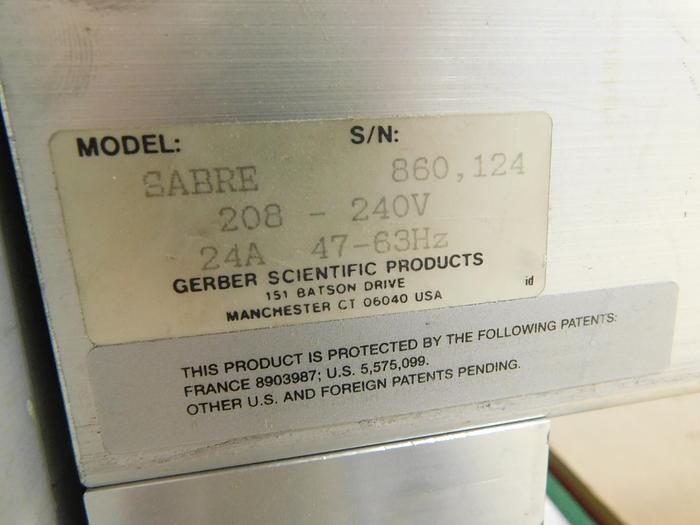 MODEL: S/N:
SABRE 860,124
208 - 240V
24A 47-63Hz
GERBER SCIENTIFIC PRODUCTS
151 BATSON DRIVE
MANCHESTER CT 06040 USA id
THIS PRODUCT IS PROTECTED BY THE FOLLOWING PATENTS:
FRANCE 8903987; U.S. 5,575,099.
OTHER U.S. AND FOREIGN PATENTS PENDING.